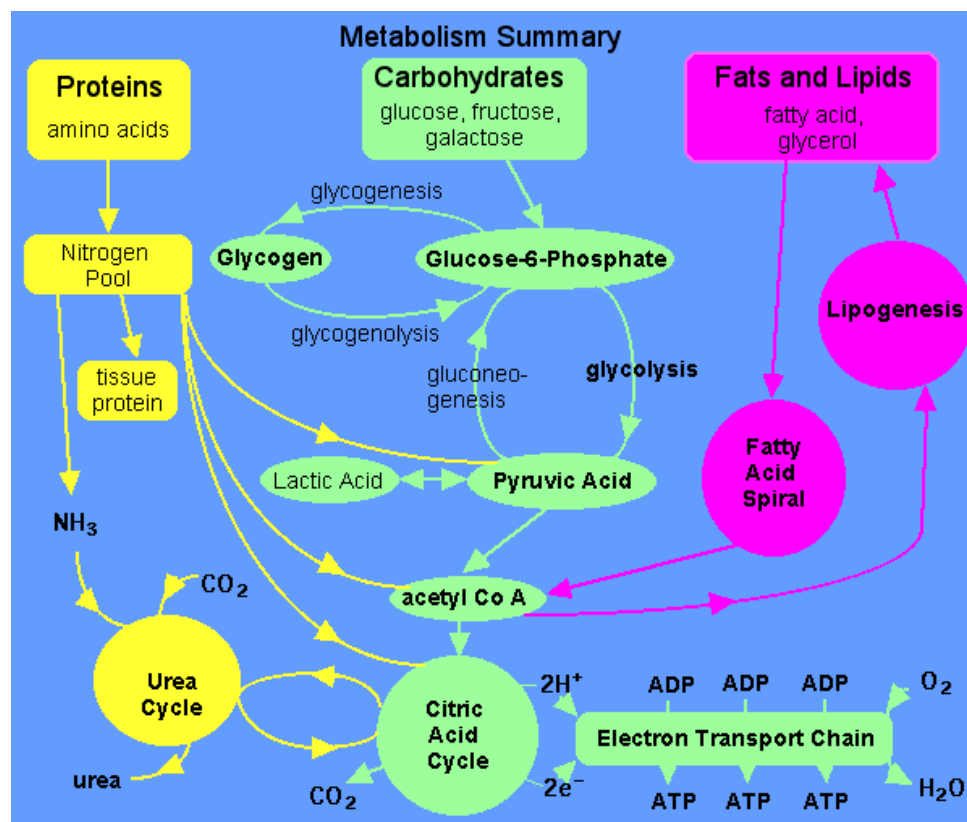 Metabolism Summary
Proteins
amino acids
Carbohydrates
glucose, fructose,
galactose
Fats and Lipids
fatty acid,
glycerol
glycogenesis
Nitrogen
Pool
Glycogen
Glucose-6-Phosphate
Lipogenesis
glycogenolysis
tissue
protein
gluconeo-
genesis
glycolysis
Fatty
Acid
Spiral
Lactic Acid
Pyruvic Acid
NH₃
CO₂
acetyl Co A
Urea
Cycle
Citric
Acid
Cycle
2H⁺
ADP ADP ADP
O₂
Electron Transport Chain
urea
CO₂
2e⁻
ATP ATP ATP
H₂O